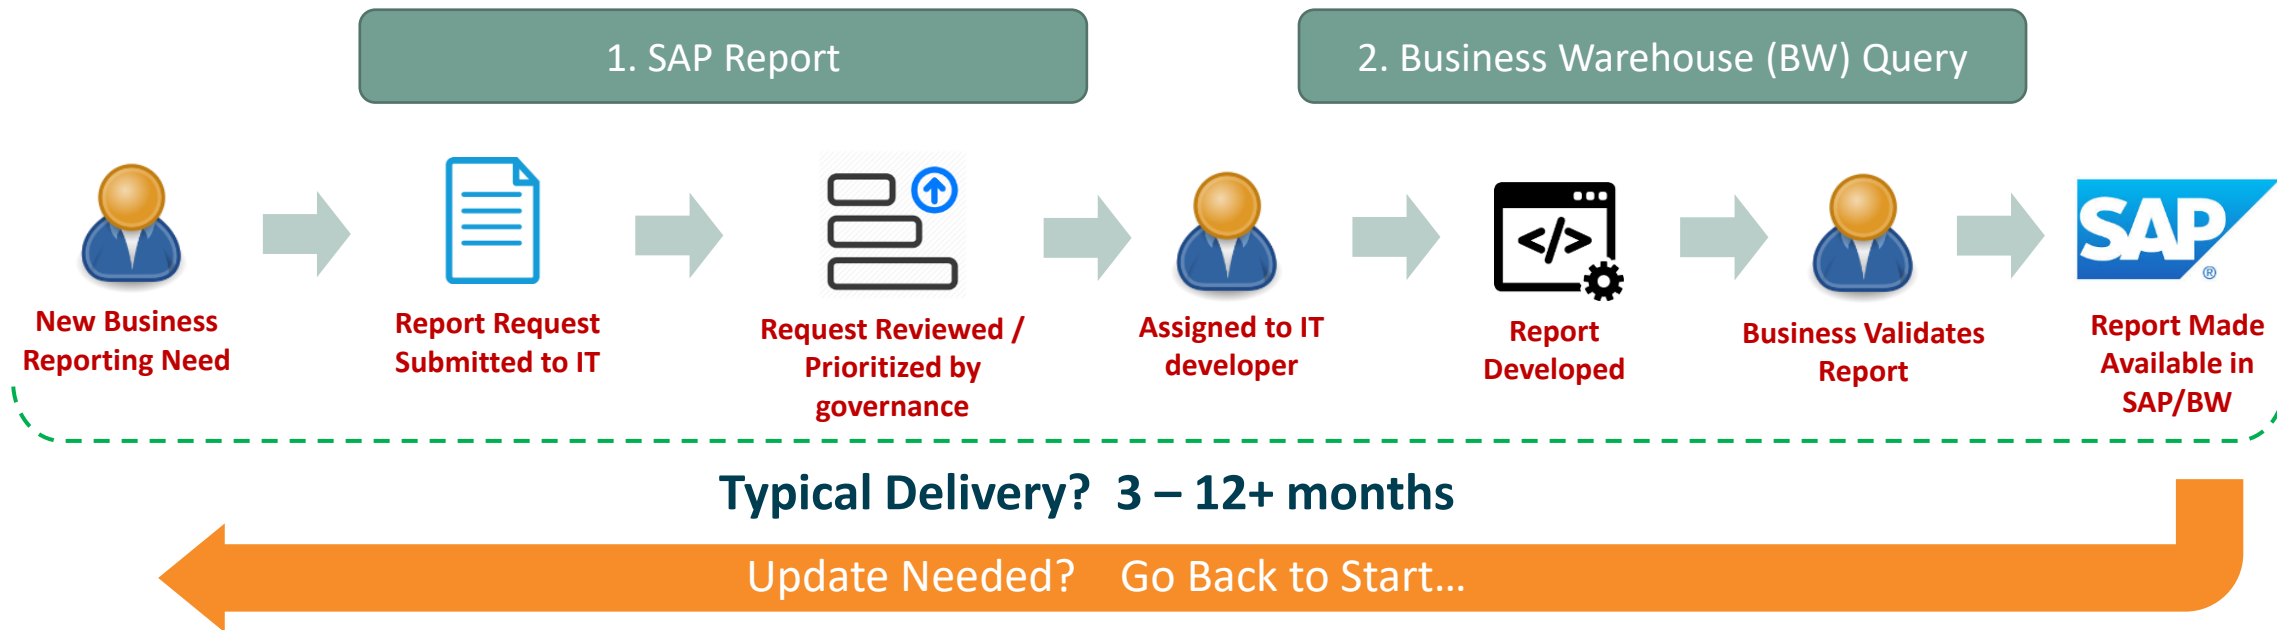 1. SAP Report
2. Business Warehouse (BW) Query
</>
SAP
®
New Business
Reporting Need
Report Request
Submitted to IT
Request Reviewed /
Prioritized by
governance
Assigned to IT
developer
Report
Developed
Business Validates
Report
Report Made
Available in
SAP/BW
Typical Delivery? 3 – 12+ months
Update Needed? Go Back to Start...